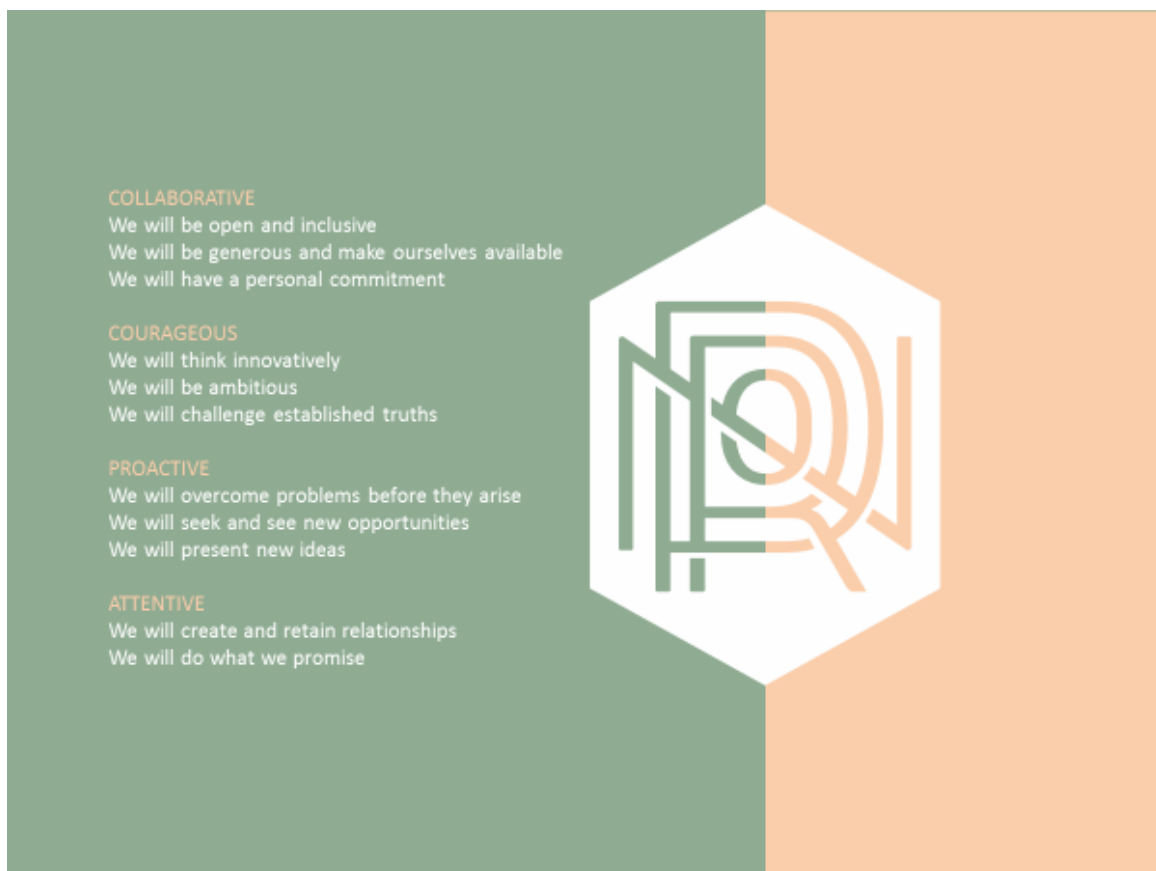 COLLABORATIVE
We will be open and inclusive
We will be generous and make ourselves available
We will have a personal commitment
COURAGEOUS
We will think innovatively
We will be ambitious
We will challenge established truths
PROACTIVE
We will overcome problems before they arise
We will seek and see new opportunities
We will present new ideas
ATTENTIVE
We will create and retain relationships
We will do what we promise